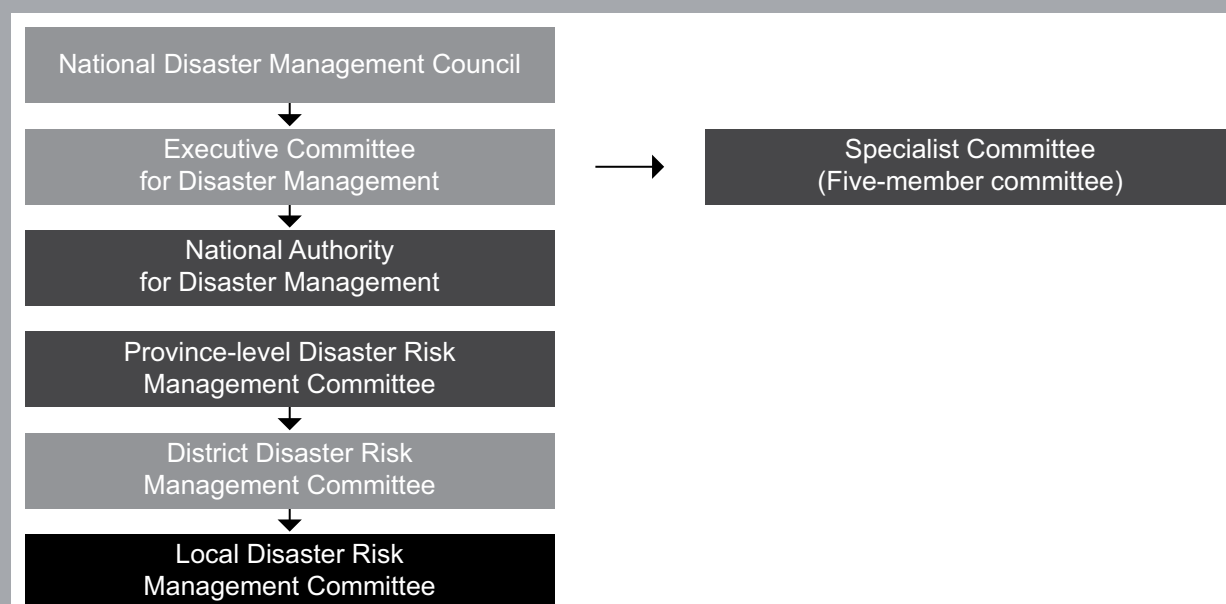 National Disaster Management Council
Executive Committee
for Disaster Management
Specialist Committee
(Five-member committee)
National Authority
for Disaster Management
Province-level Disaster Risk
Management Committee
District Disaster Risk
Management Committee
Local Disaster Risk
Management Committee